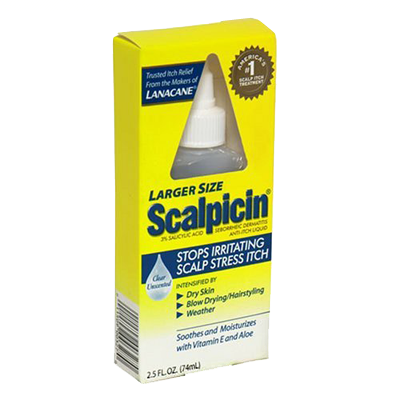 Trusted Itch Relief
From the Makers of
LANACANE
AMERICA'S
#1
SCALP ITCH
TREATMENT
LARGER SIZE
Scalpicin®
3% SALICYLIC ACID
SEBORRHEIC DERMATITIS
ANTI-ITCH LIQUID
STOPS IRRITATING
SCALP STRESS ITCH
Clear
Unscented
INTENSIFIED BY
Dry Skin
Blow Drying/Hairstyling
Weather
Soothes and Moisturizes
with Vitamin E and Aloe
2.5 FL. OZ. (74mL)